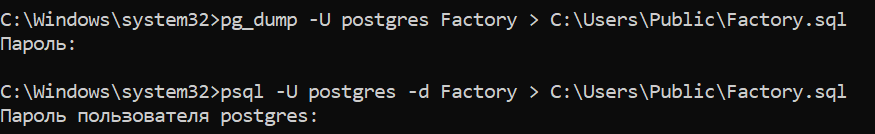 C:\Windows\system32>pg_dump -U postgres Factory > C:\Users\Public\Factory.sql
Пароль:
C:\Windows\system32>psql -U postgres -d Factory > C:\Users\Public\Factory.sql
Пароль пользователя postgres: